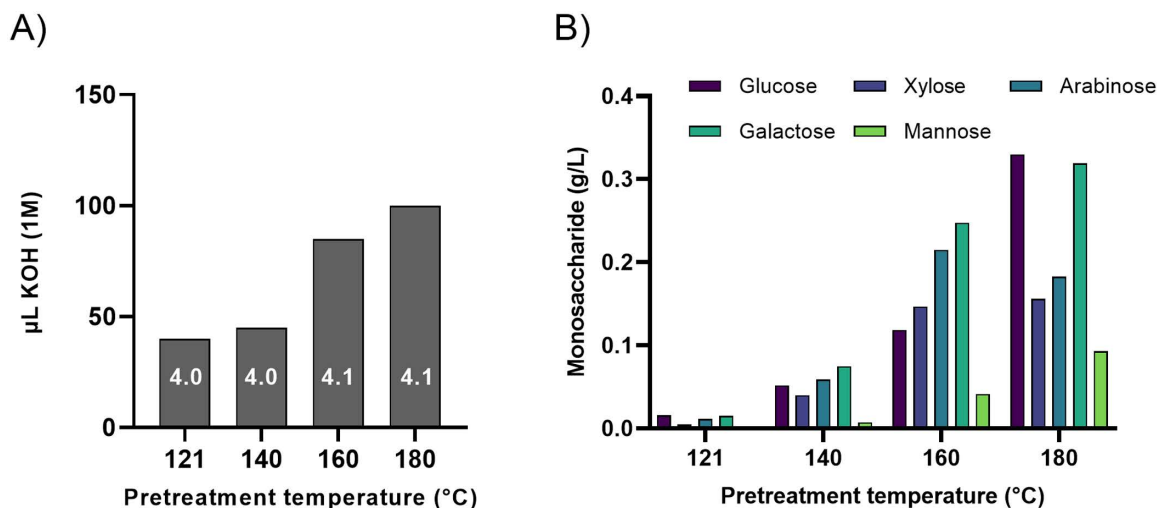 A)
150
100
50
0
µL KOH (1M)
4.0 4.0 4.1 4.1
121 140 160 180
Pretreatment temperature (°C)
B)
Glucose Xylose Arabinose
Galactose Mannose
0.4
0.3
0.2
0.1
0.0
Monosaccharide (g/L)
121 140 160 180
Pretreatment temperature (°C)